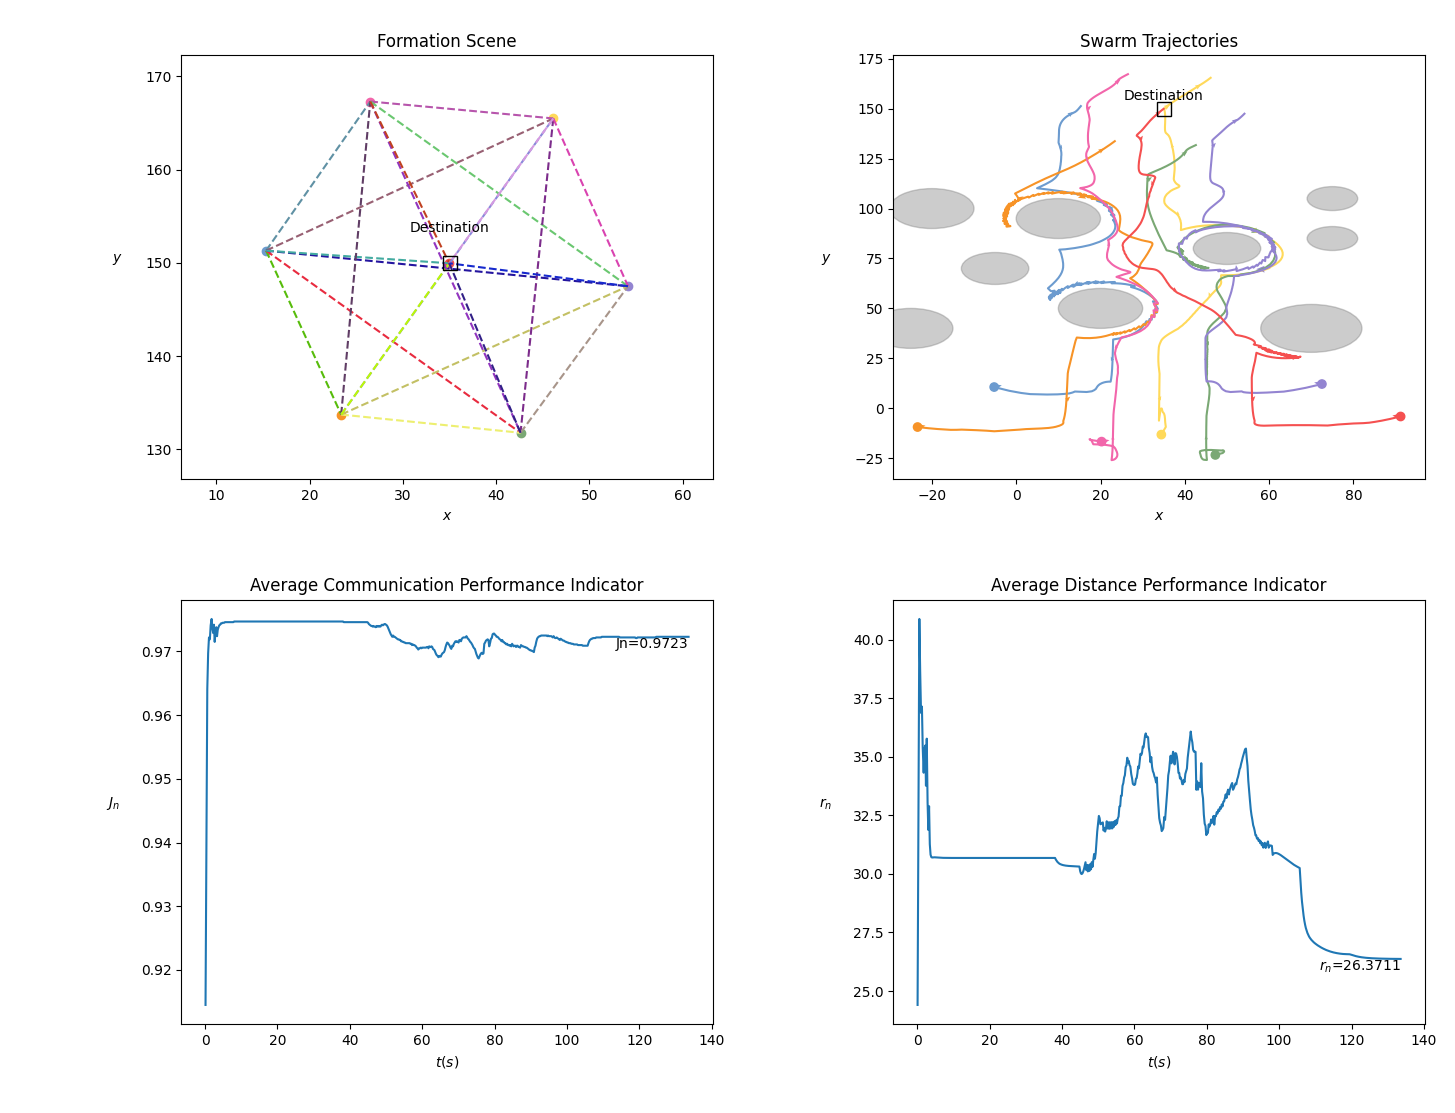 Formation Scene
170
160
150
140
130
y
Destination
10 20 30 40 50 60
x
Swarm Trajectories
175
150
125
100
75
50
25
0
−25
y
Destination
−20 0 20 40 60 80
x
Average Communication Performance Indicator
0.97
0.96
0.95
0.94
0.93
0.92
Jn
Jn=0.9723
0 20 40 60 80 100 120 140
t(s)
Average Distance Performance Indicator
40.0
37.5
35.0
32.5
30.0
27.5
25.0
rn
rn=26.3711
0 20 40 60 80 100 120 140
t(s)